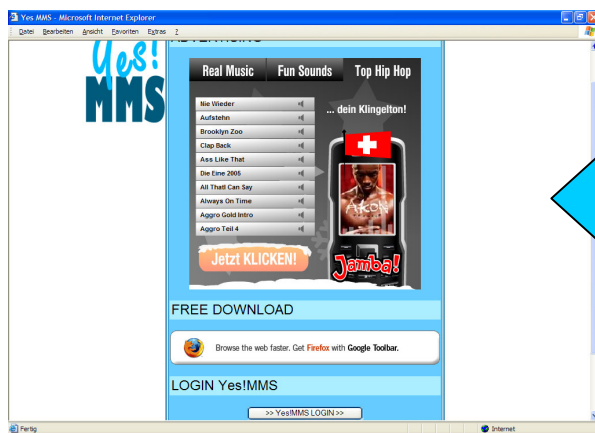 Yes MMS - Microsoft Internet Explorer
Datei Bearbeiten Ansicht Favoriten Extras ?
Yes!
MMS
ADVERTISING
Real Music Fun Sounds Top Hip Hop
... dein Klingelton!
Nie Wieder
Aufstehn
Brooklyn Zoo
Clap Back
Ass Like That
Die Eine 2005
All Thatl Can Say
Always On Time
Aggro Gold Intro
Aggro Teil 4
AKON
Jetzt KLICKEN!
Jamba!
FREE DOWNLOAD
Browse the web faster. Get Firefox with Google Toolbar.
LOGIN Yes!MMS
>> Yes!MMS LOGIN >>
Fertig Internet